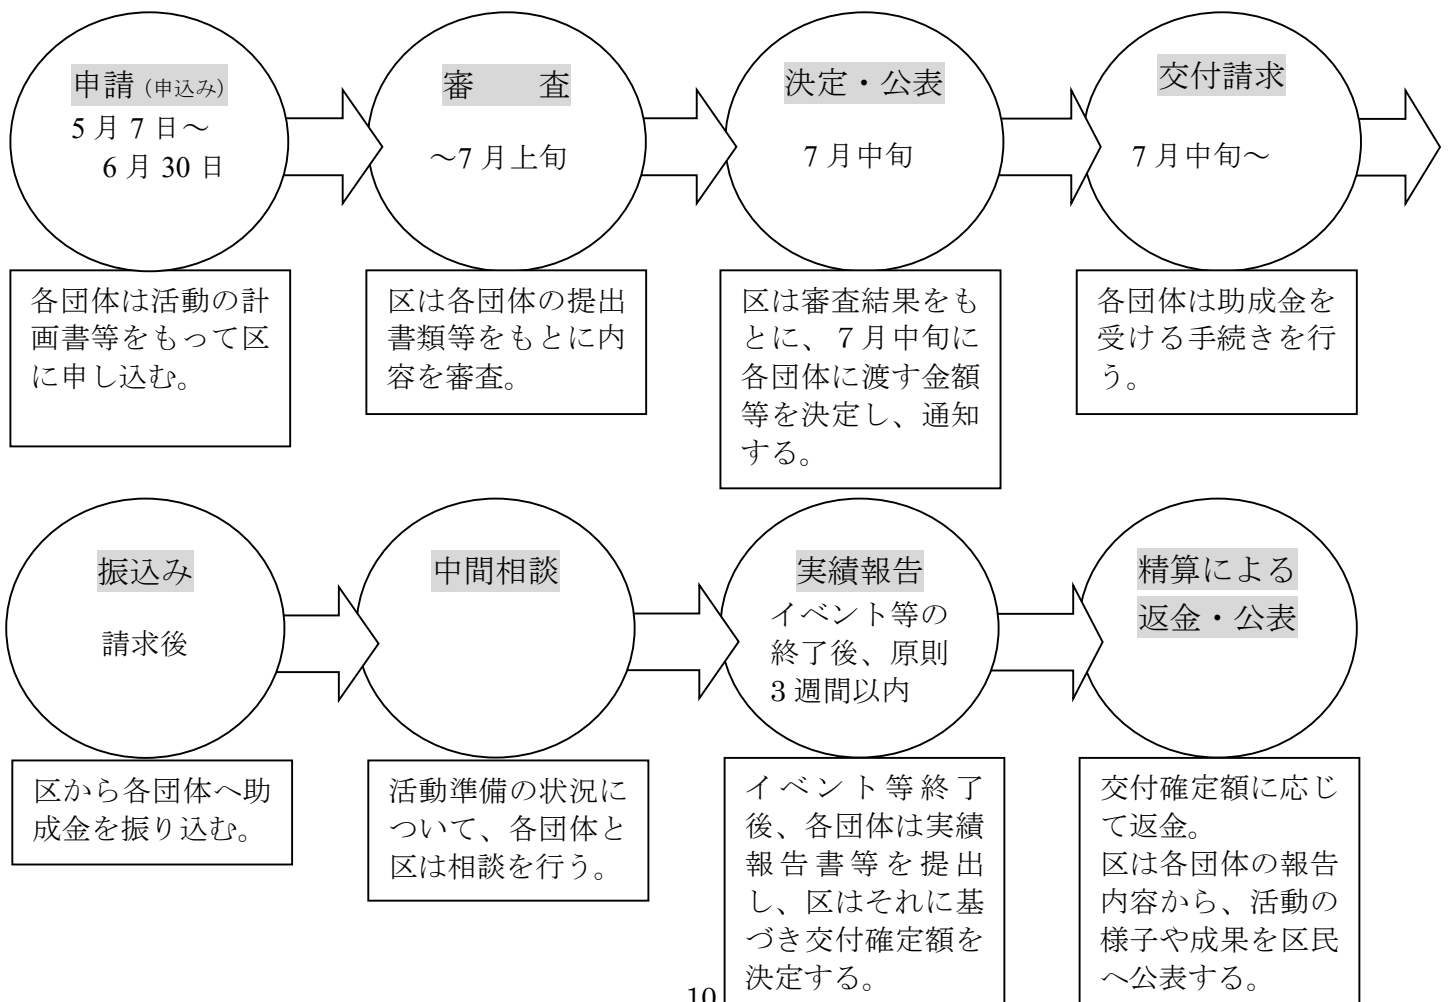 申請（申込み）
5月7日～
6月30日
審　　査
～7月上旬
決定・公表
7月中旬
交付請求
7月中旬～
各団体は活動の計
画書等をもって区
に申し込む。
区は各団体の提出
書類等をもとに内
容を審査。
区は審査結果をも
とに、７月中旬に
各団体に渡す金額
等を決定し、通知
する。
各団体は助成金を
受ける手続きを行
う。
振込み
請求後
中間相談
実績報告
イベント等の
終了後、原則
3週間以内
精算による
返金・公表
区から各団体へ助
成金を振り込む。
活動準備の状況に
ついて、各団体と
区は相談を行う。
イベント等終了
後、各団体は実績
報告書等を提出
し、区はそれに基
づき交付確定額を
決定する。
交付確定額に応じ
て返金。
区は各団体の報告
内容から、活動の
様子や成果を区民
へ公表する。
10